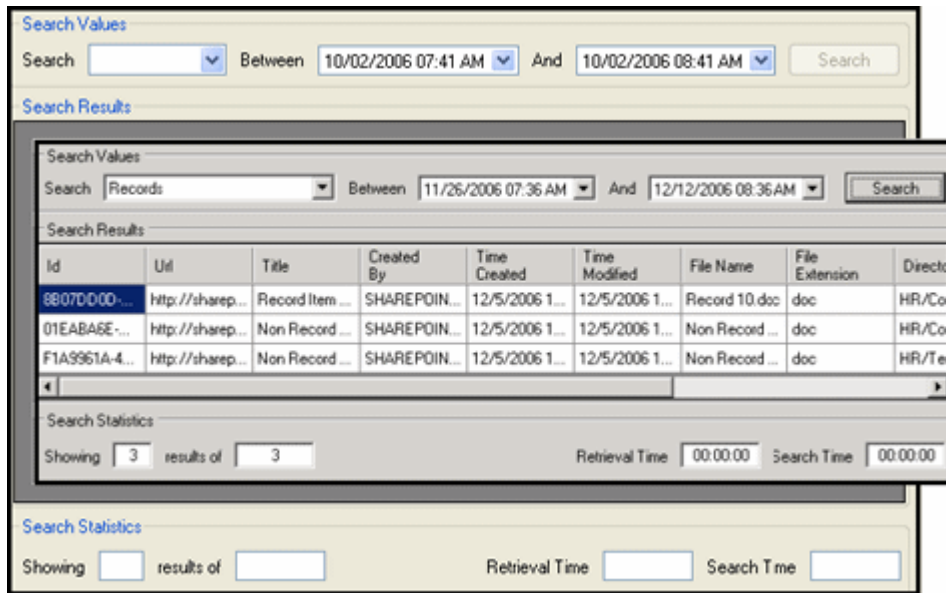 Search Values
Search Between 10/02/2006 07:41 AM And 10/02/2006 08:41 AM Search
Search Results
Search Values
Search Records Between 11/26/2006 07:36 AM And 12/12/2006 08:36 AM Search
Search Results
Id Url Title Created By Time Created Time Modified File Name File Extension Directo
8B07DD0D-... http://sharep... Record Item ... SHAREPOIN... 12/5/2006 1... 12/5/2006 1... Record 10.doc doc HR/Co
01EABA6E-... http://sharep... Non Record ... SHAREPOIN... 12/5/2006 1... 12/5/2006 1... Non Record ... doc HR/Co
F1A9961A-4... http://sharep... Non Record ... SHAREPOIN... 12/5/2006 1... 12/5/2006 1... Non Record ... doc HR/Te
Search Statistics
Showing 3 results of 3 Retrieval Time 00:00:00 Search Time 00:00:00
Search Statistics
Showing results of Retrieval Time Search Time